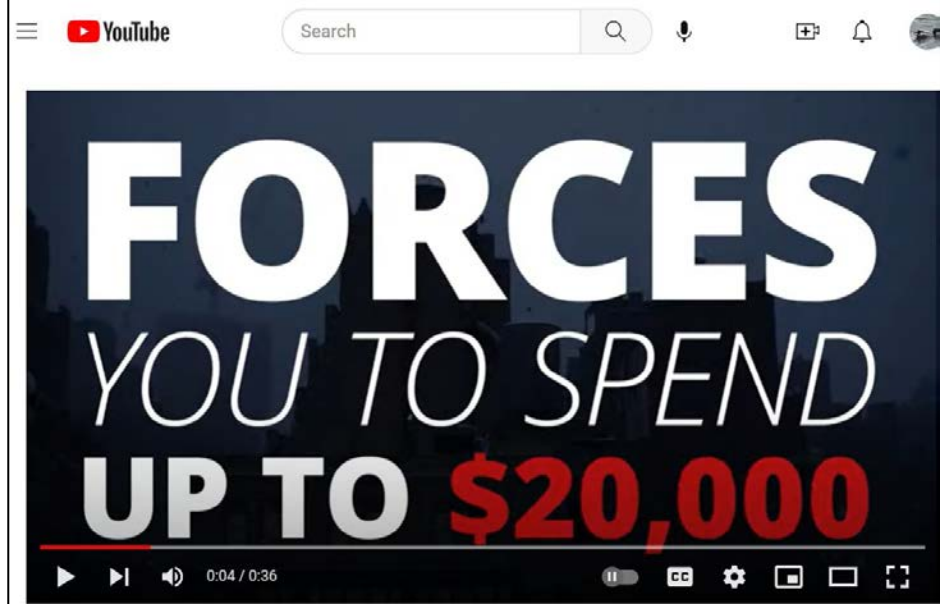 YouTube
Search
FORCES
YOU TO SPEND
UP TO $20,000
0:04 / 0:36
CC